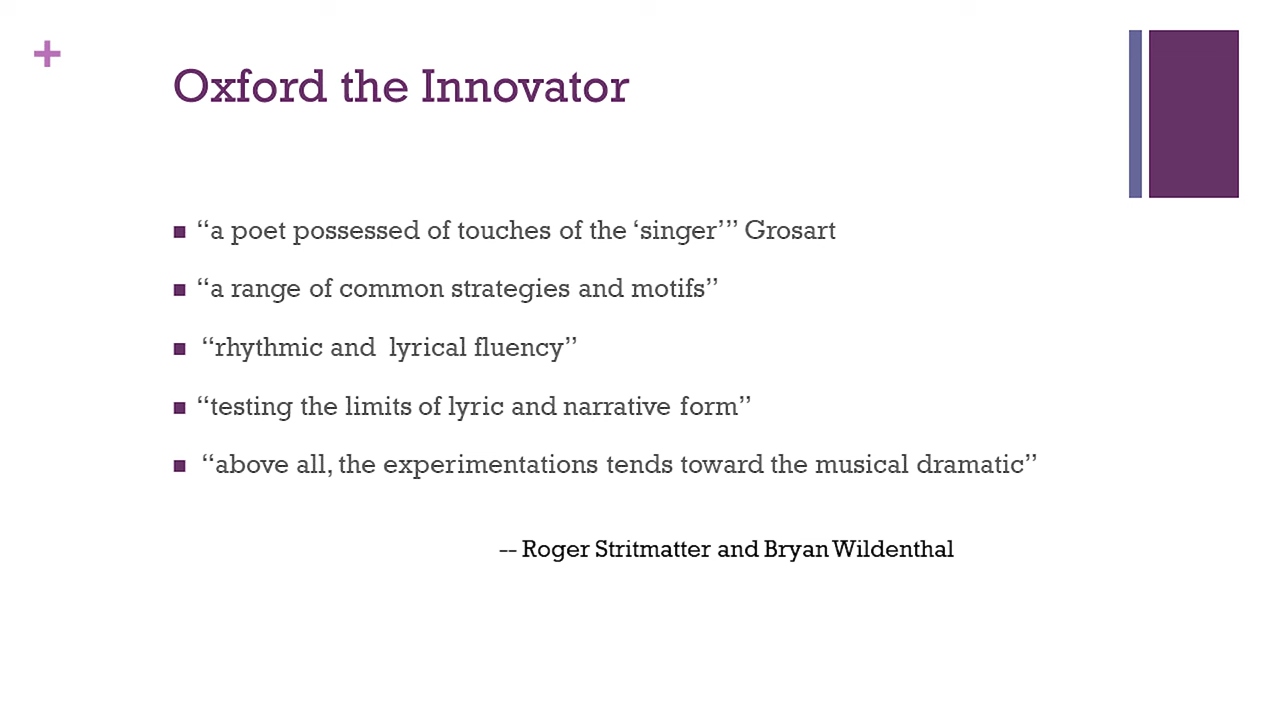 +
Oxford the Innovator
“a poet possessed of touches of the ‘singer’” Grosart
“a range of common strategies and motifs”
“rhythmic and  lyrical fluency”
“testing the limits of lyric and narrative form”
“above all, the experimentations tends toward the musical dramatic”
-- Roger Stritmatter and Bryan Wildenthal